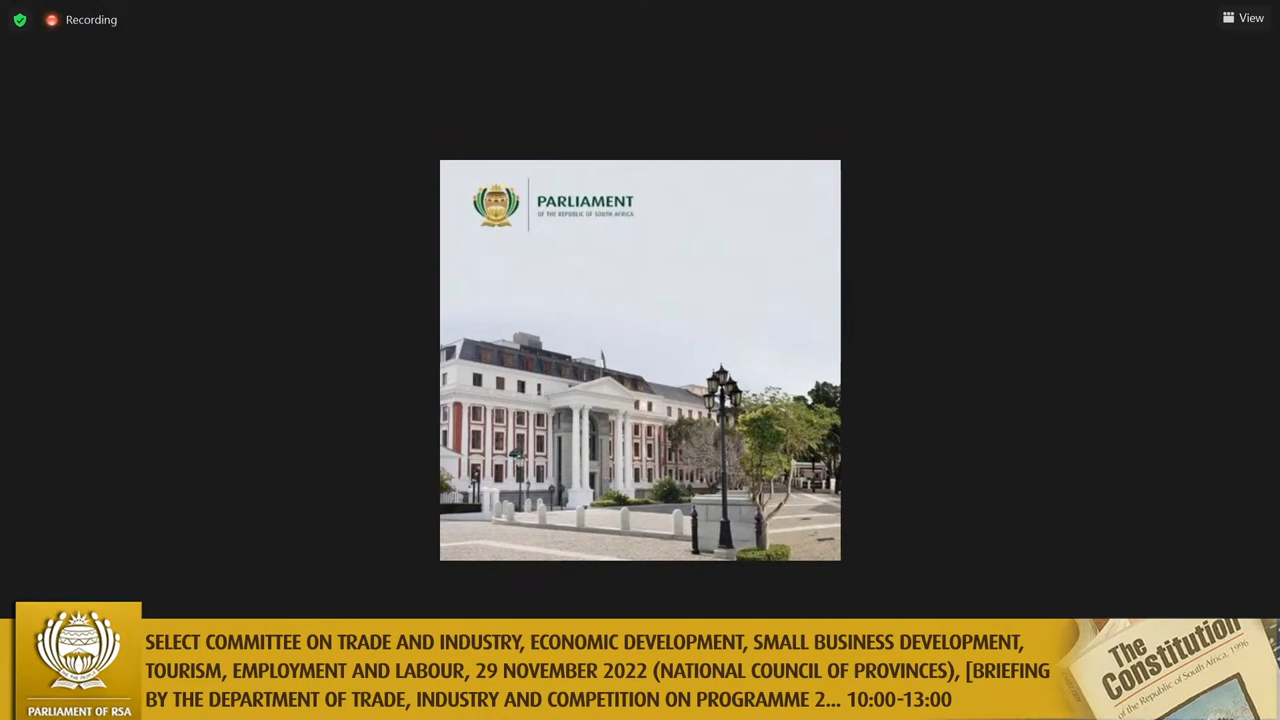 Recording
View
PARLIAMENT
OF THE REPUBLIC OF SOUTH AFRICA
SELECT COMMITTEE ON TRADE AND INDUSTRY, ECONOMIC DEVELOPMENT, SMALL BUSINESS DEVELOPMENT,
TOURISM, EMPLOYMENT AND LABOUR, 29 NOVEMBER 2022 (NATIONAL COUNCIL OF PROVINCES), [BRIEFING
BY THE DEPARTMENT OF TRADE, INDUSTRY AND COMPETITION ON PROGRAMME 2... 10:00-13:00
PARLIAMENT OF RSA
The
Constitution
of the Republic of South Africa, 1996